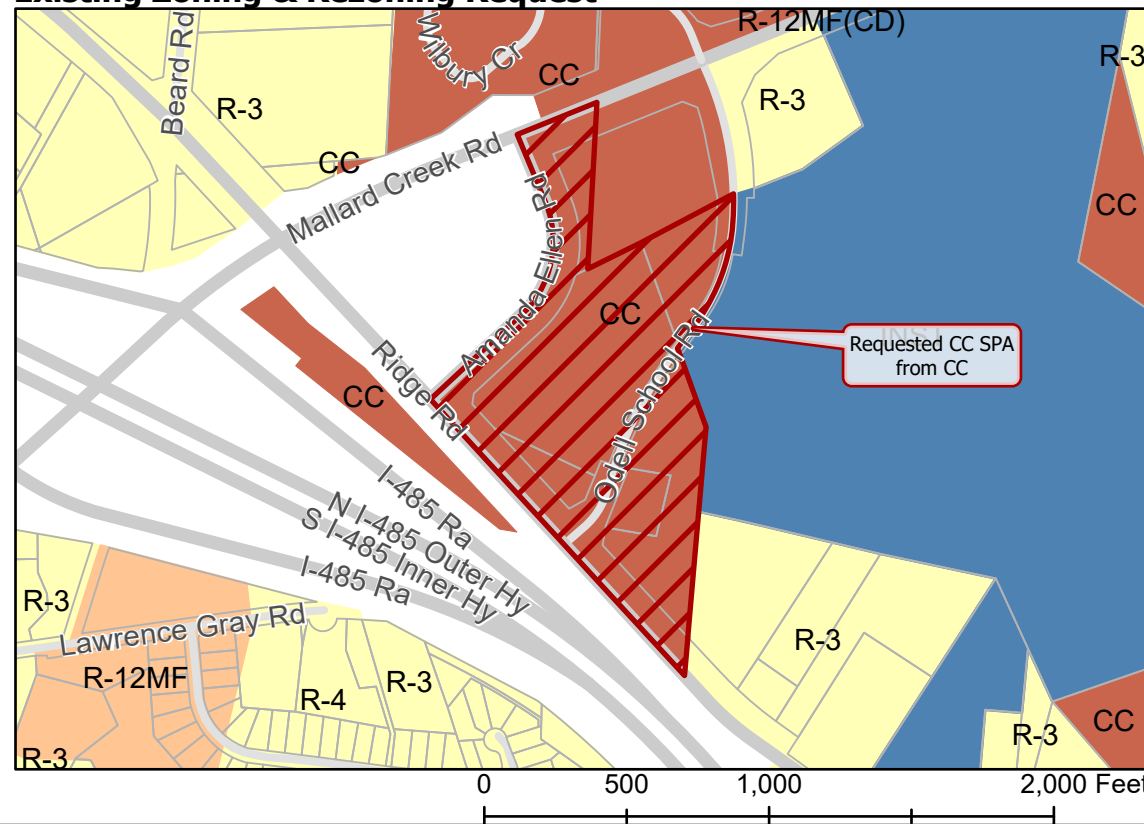 Existing Zoning & Rezoning Request
R-12MF(CD)
Wilbury Cr
Beard Rd
CC
R-3
R-3
R-3
CC
Mallard Creek Rd
CC
Amanda Ellen Rd
CC
Odell School Rd
Requested CC SPA
from CC
Ridge Rd
CC
I-485 Ra
N I-485 Outer Hy
S I-485 Inner Hy
I-485 Ra
R-3
Lawrence Gray Rd
R-12MF
R-4
R-3
R-3
R-3
R-3
CC
0 500 1,000 2,000 Feet